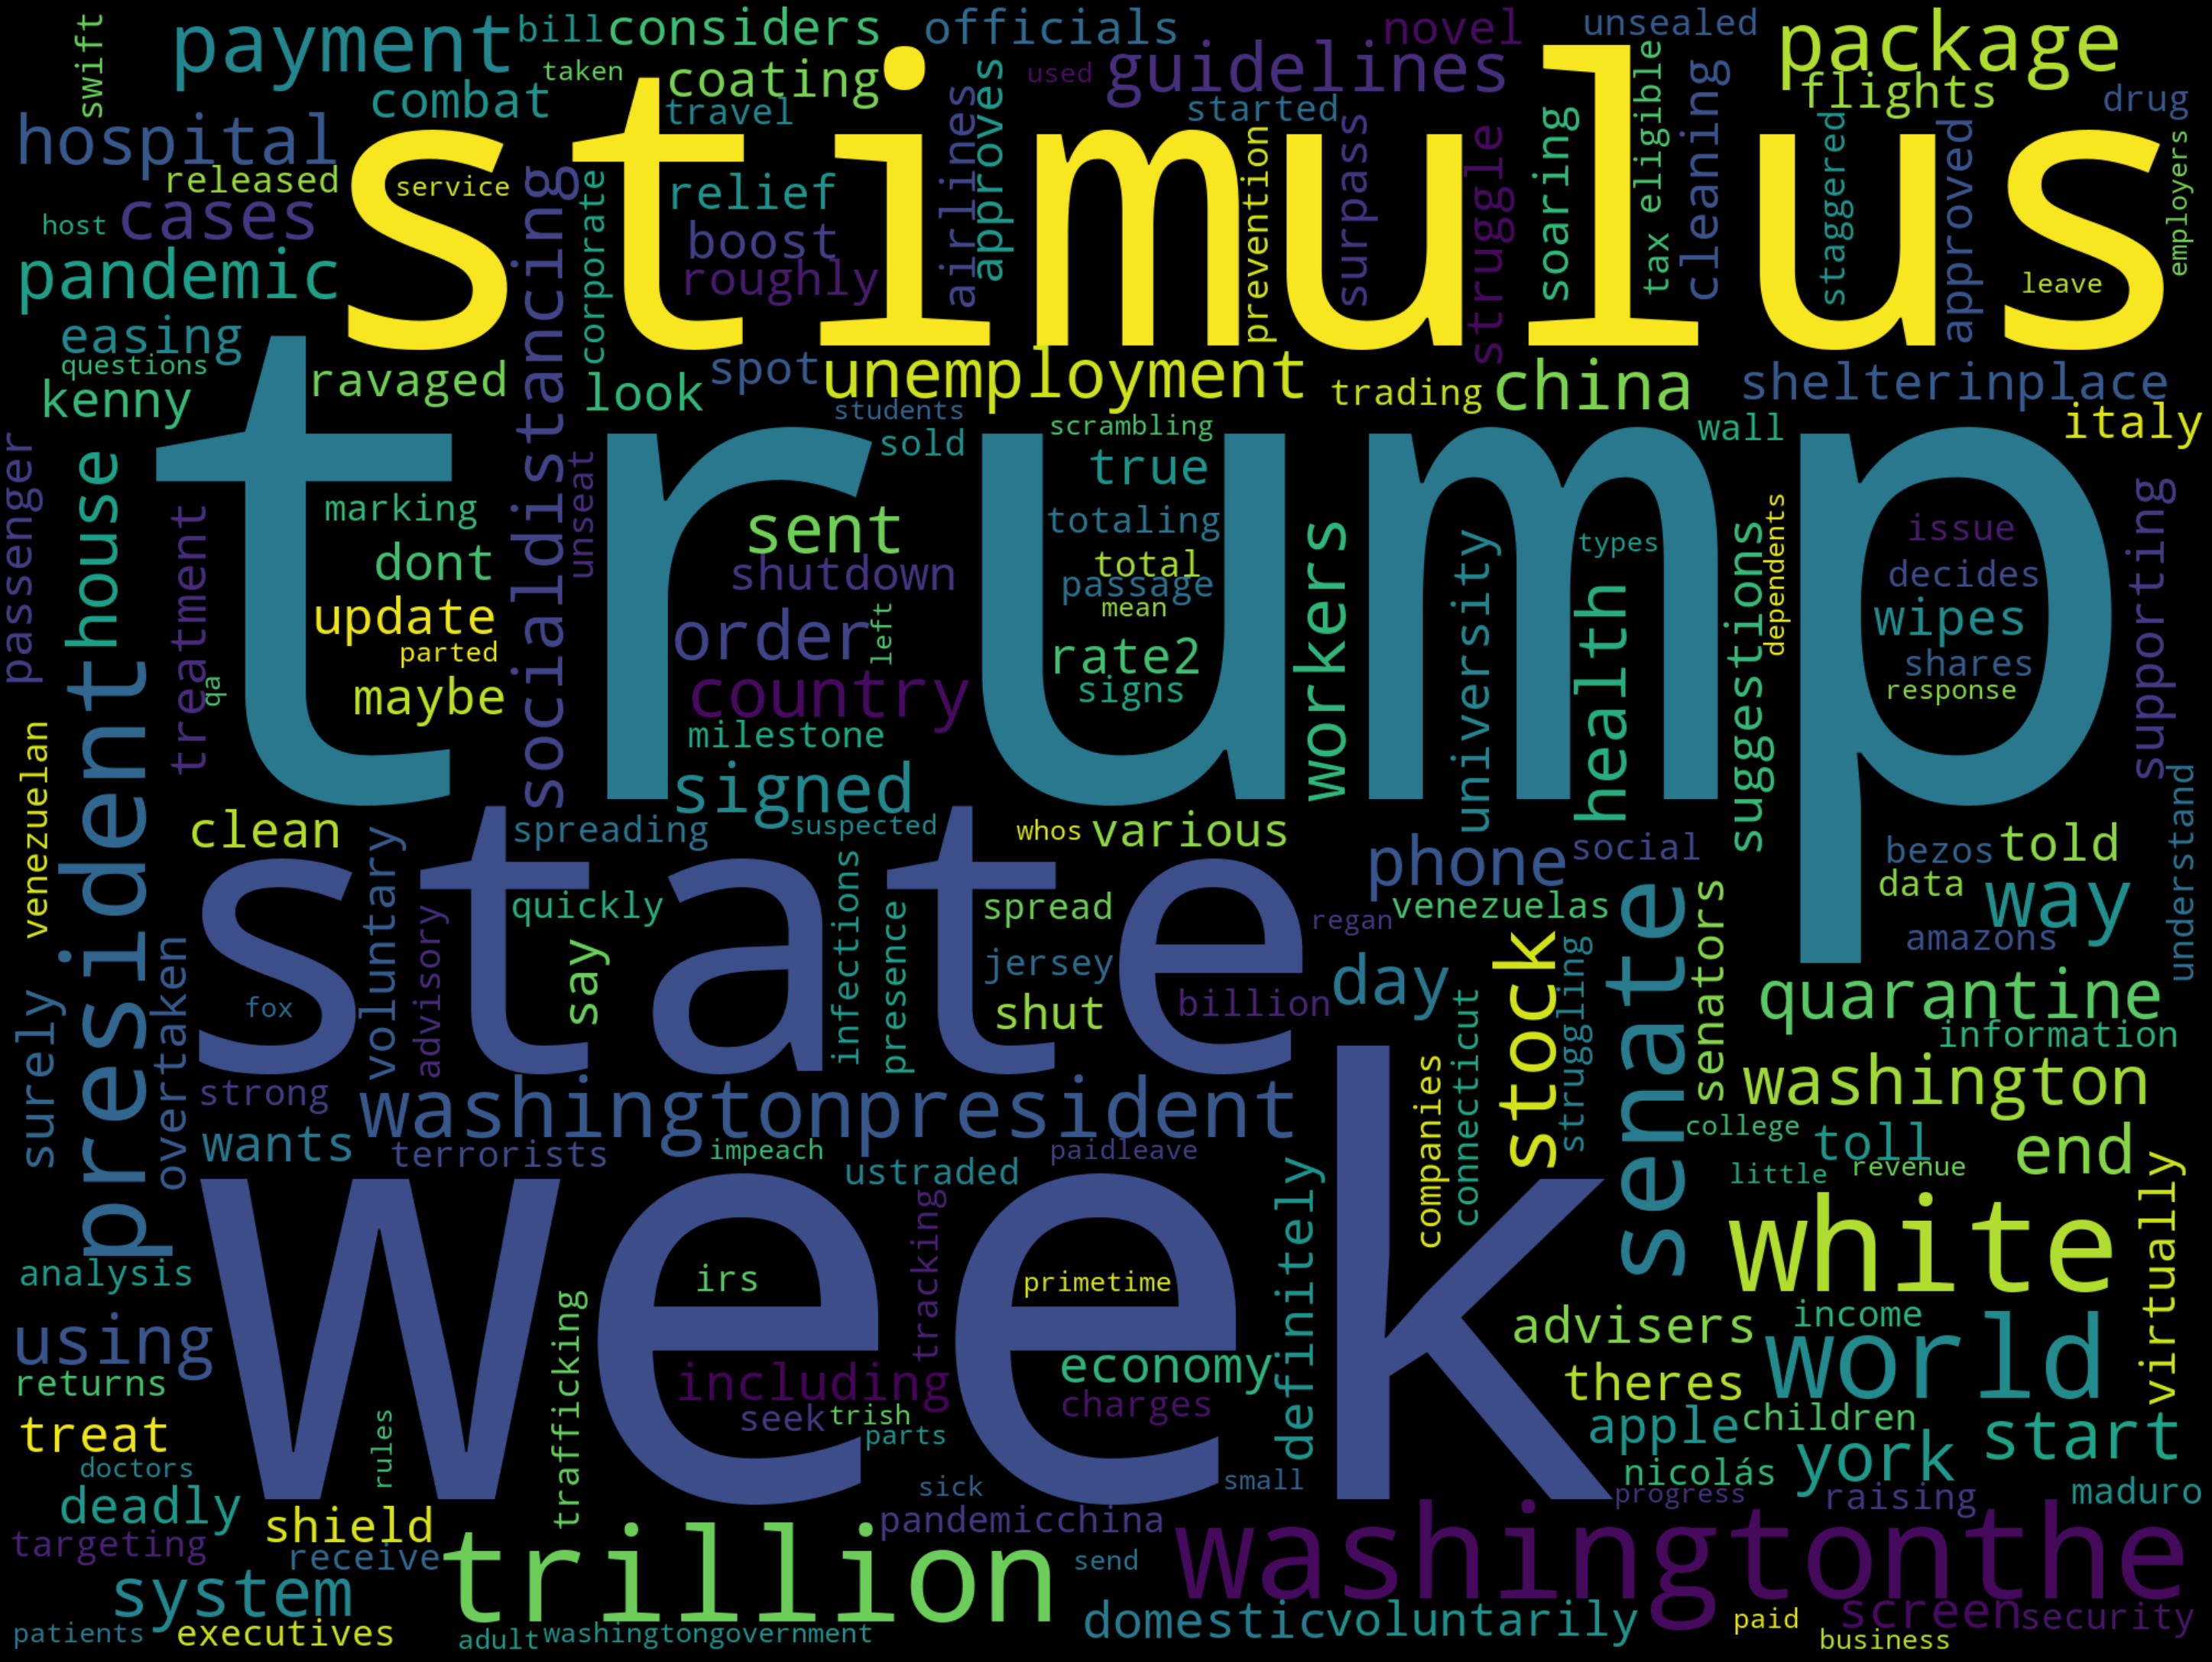 swift
payment
bill
considers
officials
novel
unsealed
package
taken
coating
used
guidelines
flights
drug
combat
travel
started
hospital
stimulus
released
service
relief
airlines
approves
prevention
surpass
struggle
soaring
tax eligible
cleaning
staggered
approved
employers
host
cases
socialdistancing
corporate
boost
roughly
leave
pandemic
easing
questions
kenny
ravaged
look
spot
unemployment
trading
china
shelterinplace
italy
students
sold
scrambling
wall
passenger
house
treatment
trump
marking
unseat
sent
true
totaling
workers
university
types
suggestions
dependents
issue
supporting
dont
shutdown
total
passage
health
decides
update
order
left
mean
wipes
parted
rate2
shares
qa
maybe
country
signs
response
venezuelan
president
milestone
signed
clean
spreading
suspected
whos
various
phone
social
bezos
told
understand
state
voluntary
advisory
quickly
say
infections
presence
spread
regan
venezuelas
data
way
jersey
stock
struggling
senate
senators
amazons
fox
shut
billion
day
quarantine
information
surely
overtaken
strong
washingtonpresident
companies
connecticut
washington
wants
terrorists
impeach
paidleave
college
toll
end
ustraded
little
revenue
week
white
virtually
analysis
irs
tracking
primetime
definitely
using
trafficking
advisers
income
world
returns
including
economy
theres
treat
rules
seek
trish
charges
apple
children
start
parts
doctors
nicolás
york
deadly
sick
small
progress
raising
maduro
shield
pandemicchina
targeting
receive
trillion
send
washingtonthe
system
domestic
voluntarily
paid
screen
security
patients
executives
adult
washingtongovernment
business